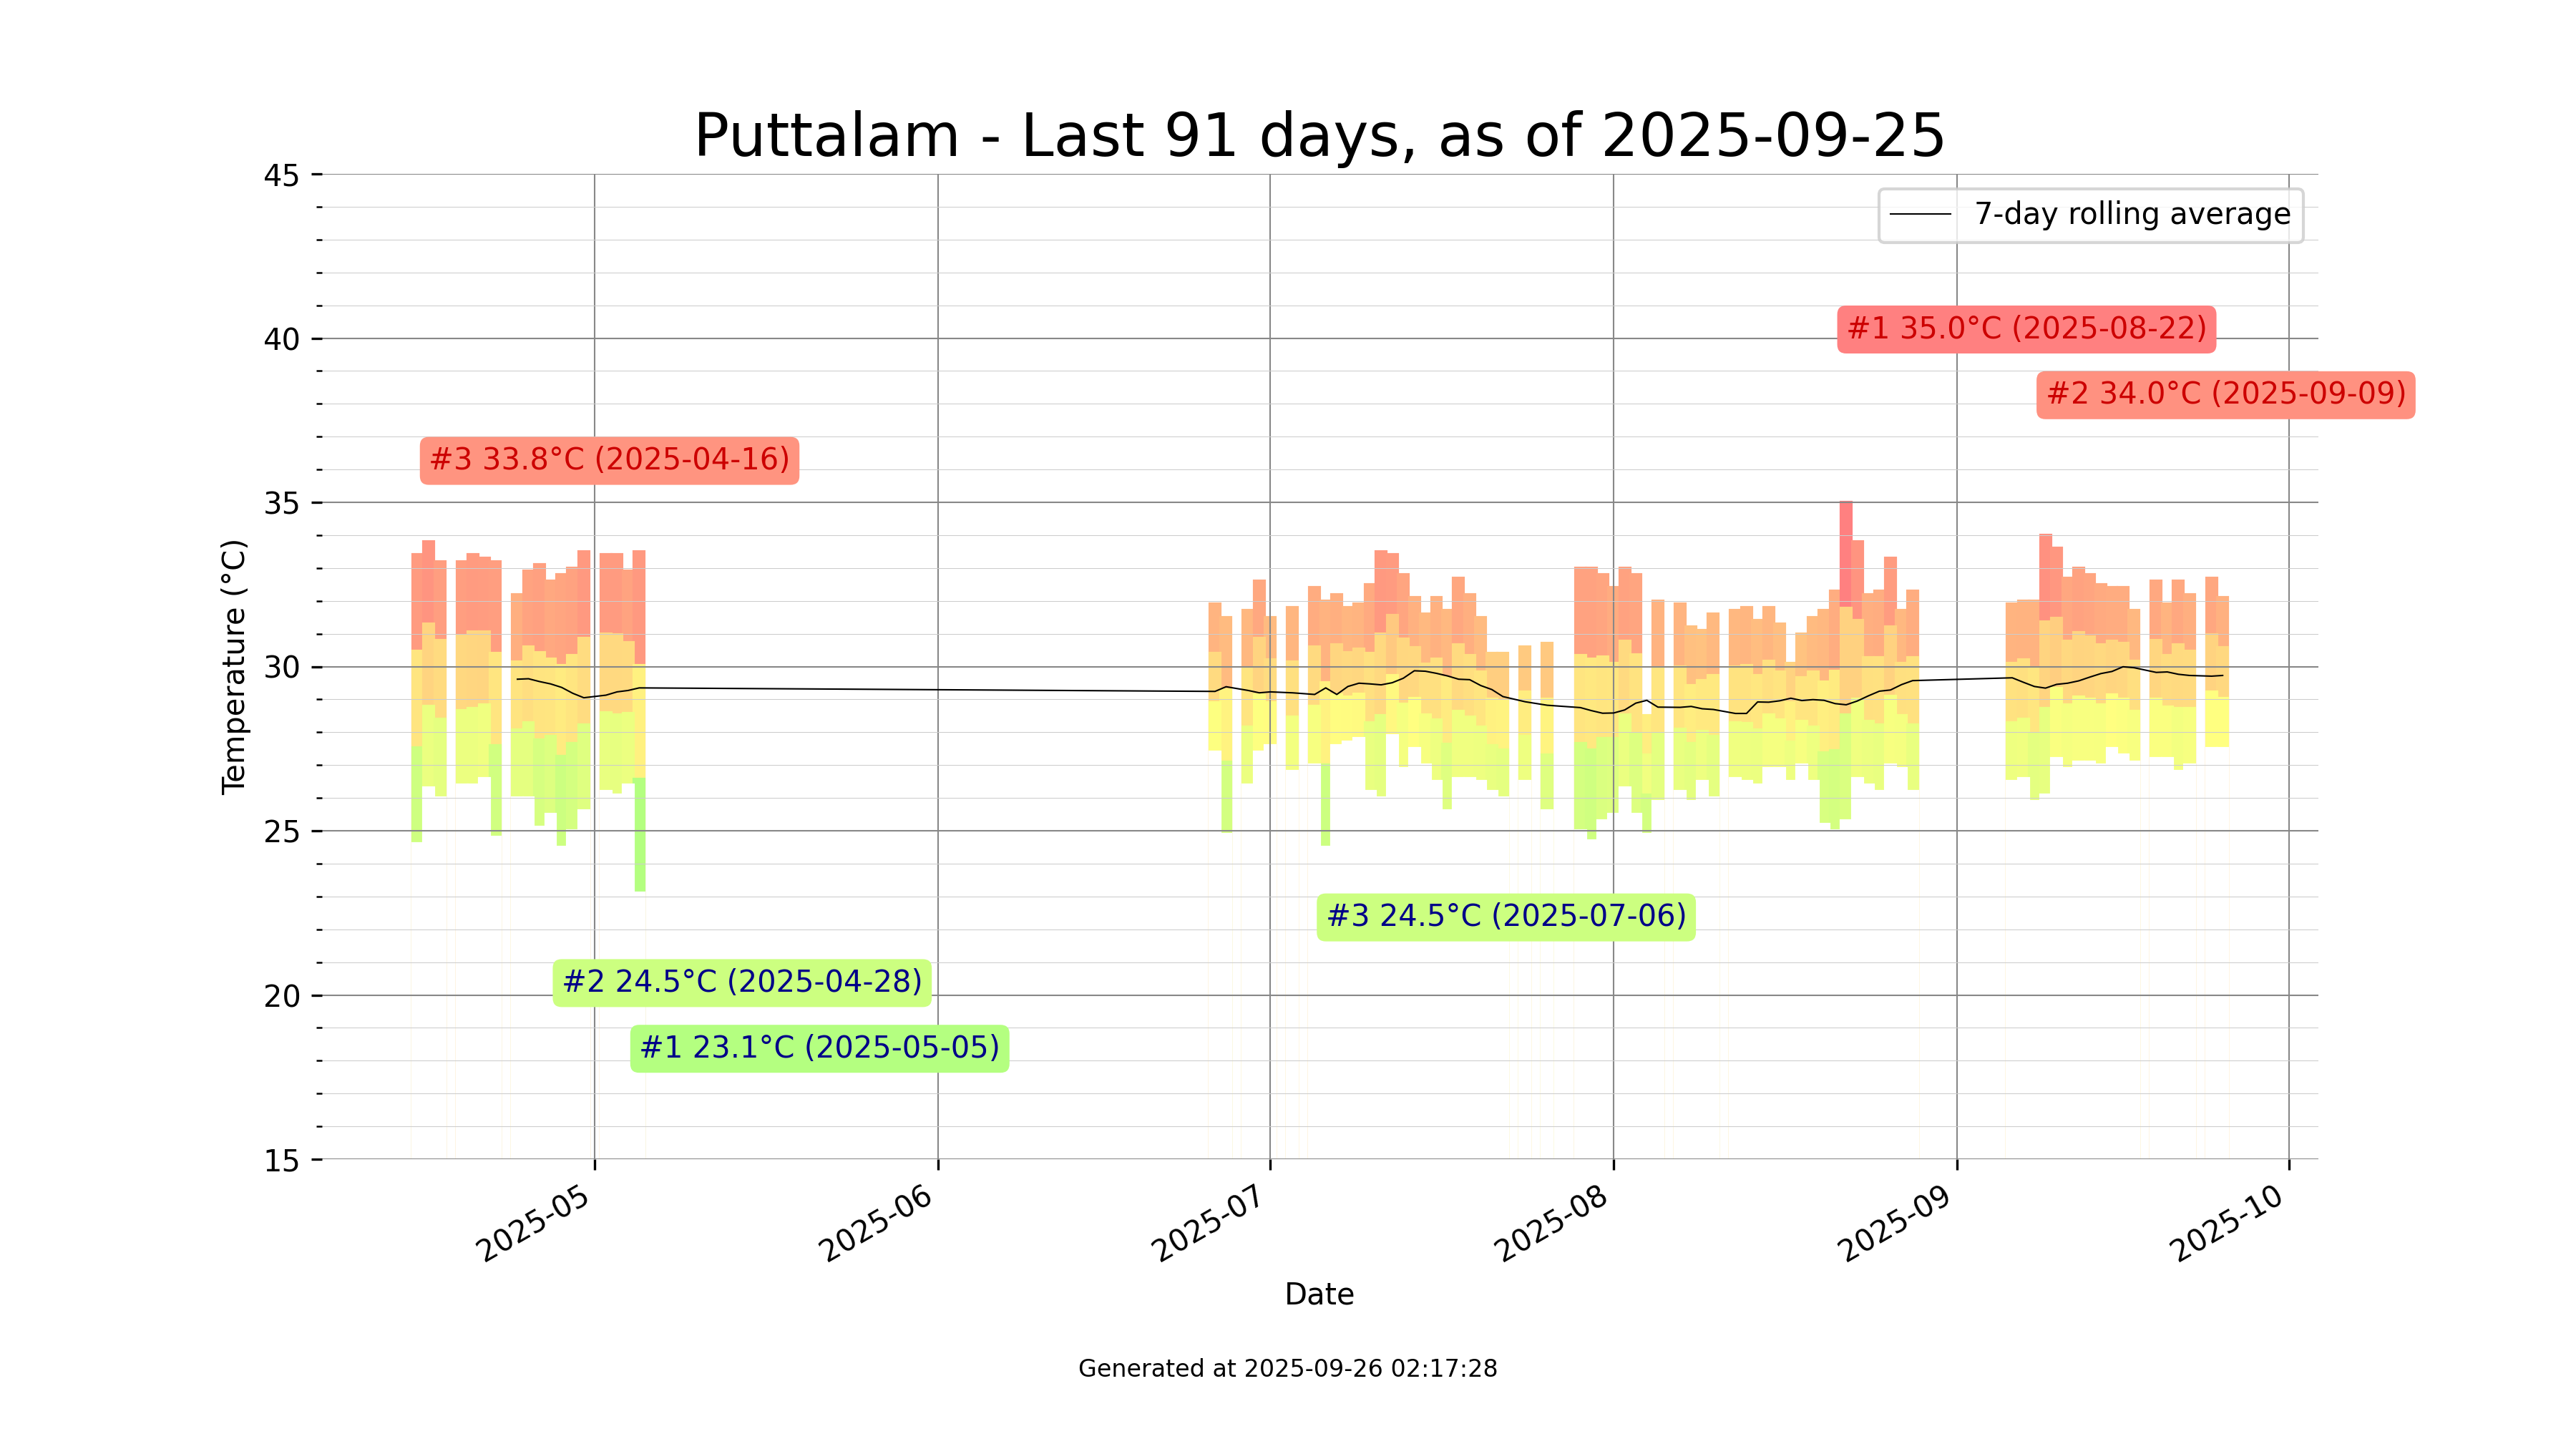 Puttalam - Last 91 days, as of 2025-09-25
45
40
35
30
25
20
15
Temperature (°C)
7-day rolling average
#1 35.0°C (2025-08-22)
#2 34.0°C (2025-09-09)
#3 33.8°C (2025-04-16)
#3 24.5°C (2025-07-06)
#2 24.5°C (2025-04-28)
#1 23.1°C (2025-05-05)
2025-05
2025-06
2025-07
2025-08
2025-09
2025-10
Date
Generated at 2025-09-26 02:17:28